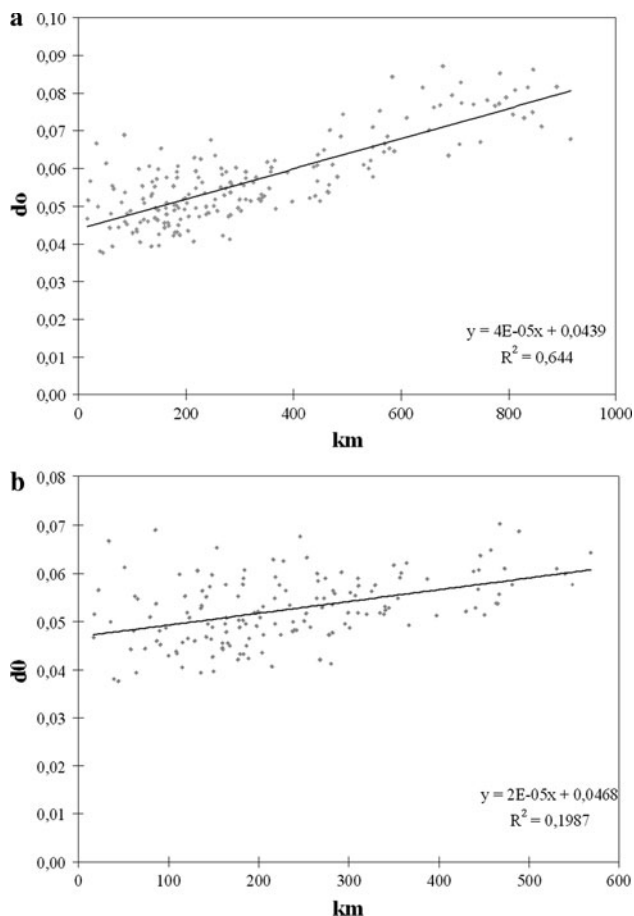 a
0,10
0,09
0,08
0,07
0,06
0,05
0,04
0,03
0,02
0,01
0,00
do
y = 4E-05x + 0,0439
R² = 0,644
0 200 400 600 800 1000
km
b
0,08
0,07
0,06
0,05
0,04
0,03
0,02
0,01
0,00
d0
y = 2E-05x + 0,0468
R² = 0,1987
0 100 200 300 400 500 600
km